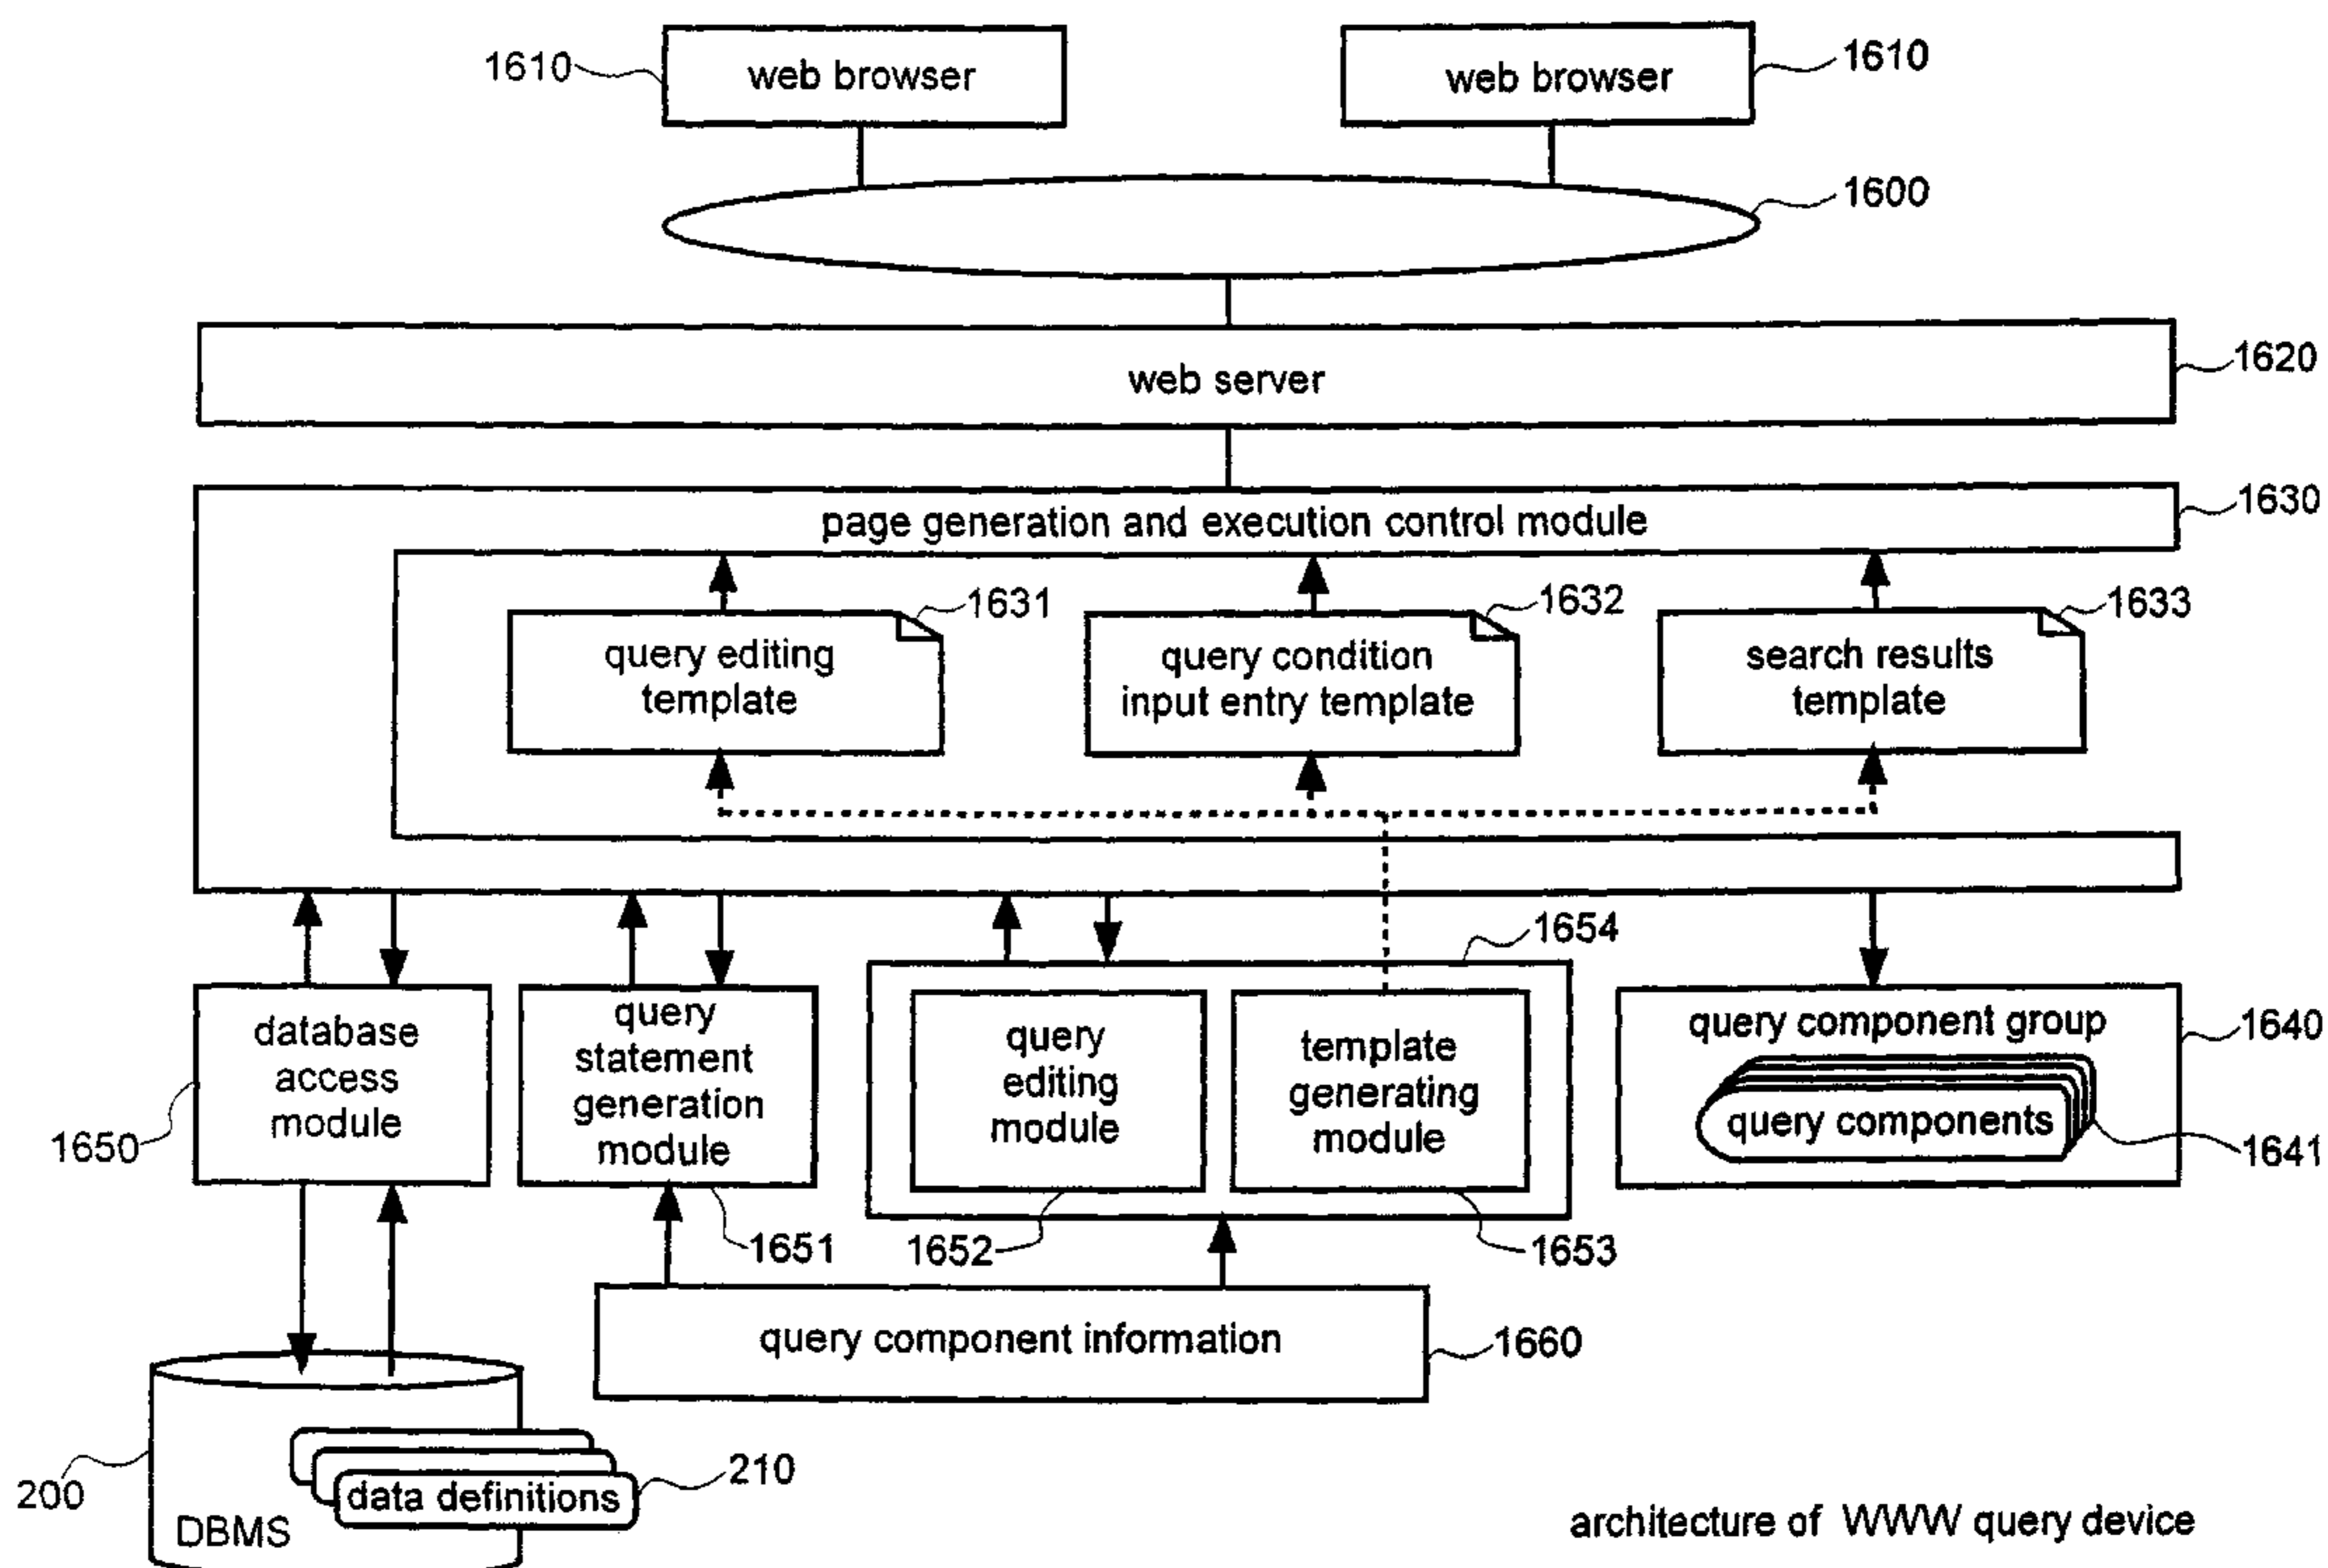 1610
web browser
web browser
1610
1600
web server
1620
page generation and execution control module
1630
1631
1632
1633
query editing
template
query condition
input entry template
search results
template
1654
database
access
module
1650
query
statement
generation
module
1651
query
editing
module
1652
template
generating
module
1653
query component group
1640
query components
1641
query component information
1660
200
DBMS
data definitions
210
architecture of WWW query device